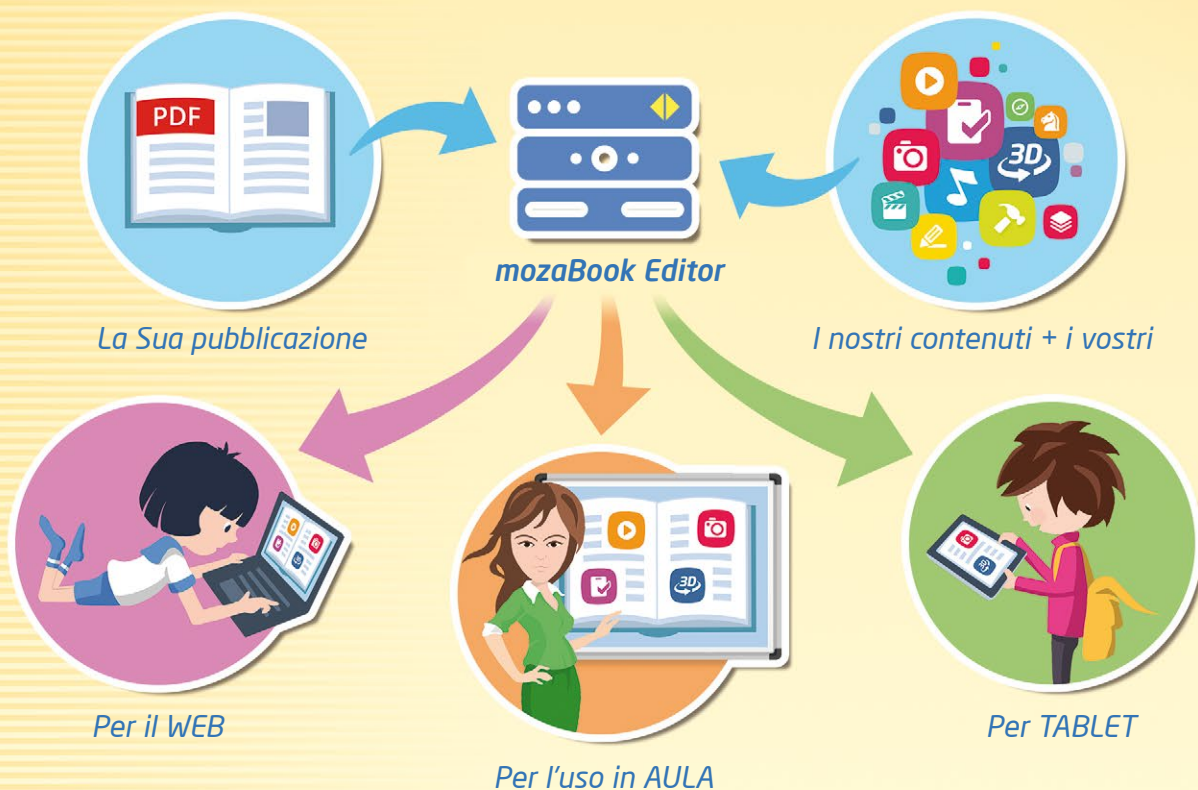 PDF
3D
mozaBook Editor
La Sua pubblicazione
I nostri contenuti + i vostri
3D
Per il WEB
Per l'uso in AULA
Per TABLET